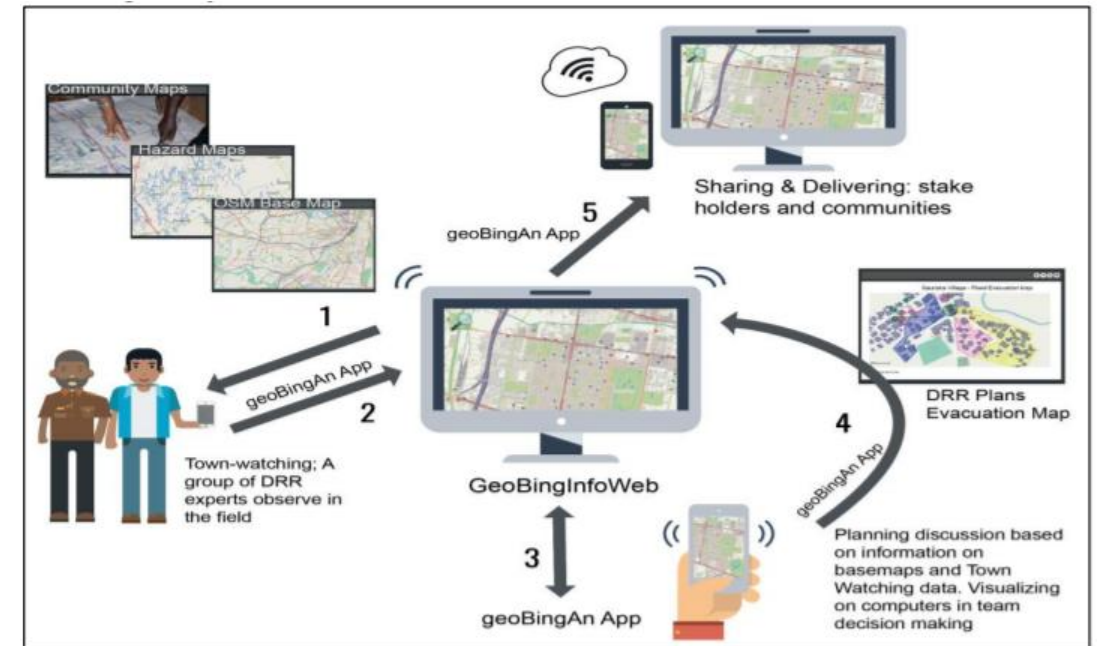 Community Maps
Hazard Maps
OSM Base Map
Sharing & Delivering: stake
holders and communities
5
geoBingAn App
1
geoBingAn App
2
Town-watching; A
group of DRR
experts observe in
the field
GeoBingInfoWeb
3
geoBingAn App
DRR Plans
Evacuation Map
4
geoBingAn App
Planning discussion based
on information on
basemaps and Town
Watching data. Visualizing
on computers in team
decision making